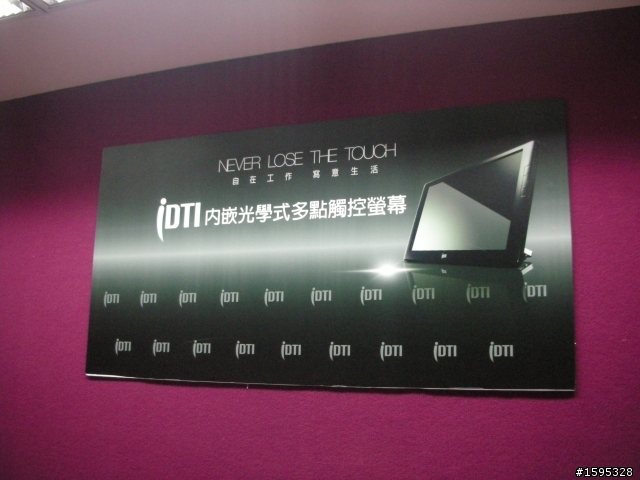 NEVER LOSE THE TOUCH
自在工作 寫意生活
iDTI 內嵌光學式多點觸控螢幕
iDTI iDTI iDTI iDTI iDTI iDTI iDTI iDTI iDTI iDTI
iDTI iDTI iDTI iDTI iDTI iDTI iDTI iDTI iDTI
#1595328